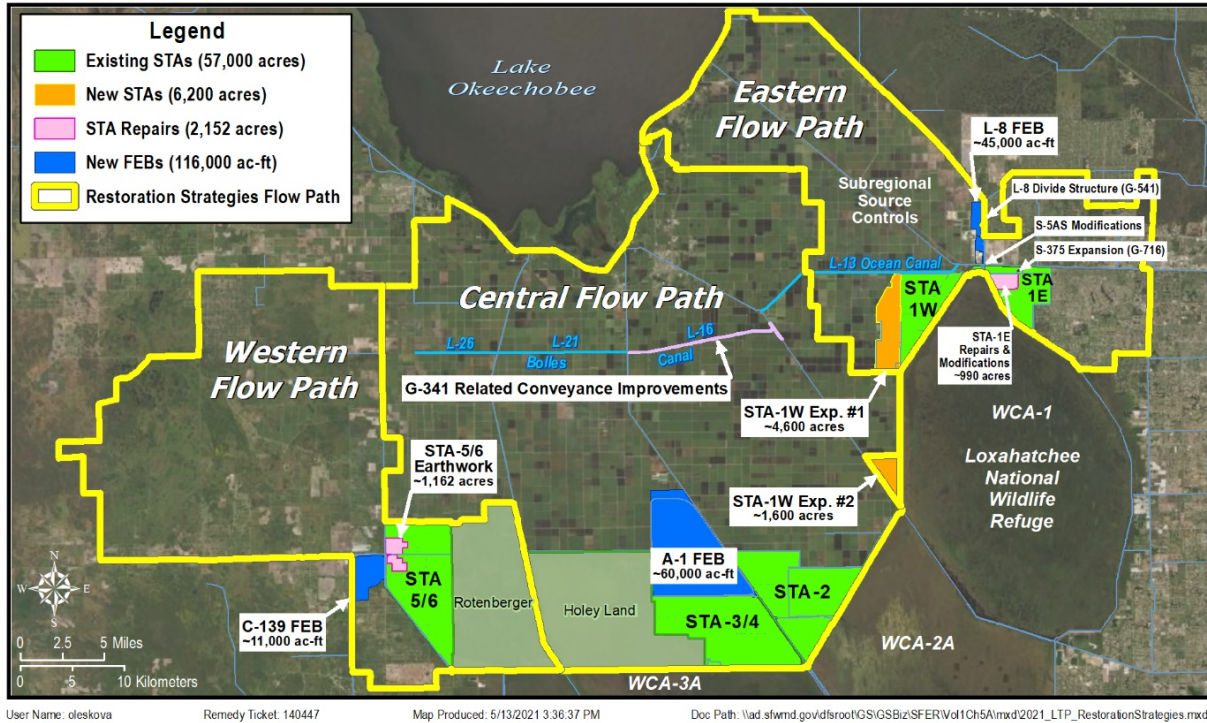 Legend
Existing STAs (57,000 acres)
New STAs (6,200 acres)
STA Repairs (2,152 acres)
New FEBs (116,000 ac-ft)
Restoration Strategies Flow Path
Lake
Okeechobee
Eastern
Flow Path
L-8 FEB
~45,000 ac-ft
Subregional
Source
Controls
L-8 Divide Structure (G-541)
S-5AS Modifications
S-375 Expansion (G-716)
L-13 Ocean Canal
STA
1W
STA
1E
Central Flow Path
L-16
L-26
L-21
Bolles
Canal
Western
Flow Path
G-341 Related Conveyance Improvements
STA-1E
Repairs &
Modifications
~990 acres
STA-1W Exp. #1
~4,600 acres
WCA-1
Loxahatchee
National
Wildlife
Refuge
STA-5/6
Earthwork
~1,162 acres
STA-1W Exp. #2
~1,600 acres
A-1 FEB
~60,000 ac-ft
STA
5/6
Rotenberger
Holey Land
STA-2
STA-3/4
N
W
E
S
C-139 FEB
~11,000 ac-ft
WCA-2A
WCA-3A
0 2.5 5 Miles
0 5 10 Kilometers
User Name: oleskova Remedy Ticket: 140447 Map Produced: 5/13/2021 3:36:37 PM Doc Path: \\ad.sfwmd.gov\dfsroot\GS\GSBiz\SFER\Vol1Ch5A\mxd\2021_LTP_RestorationStrategies.mxd